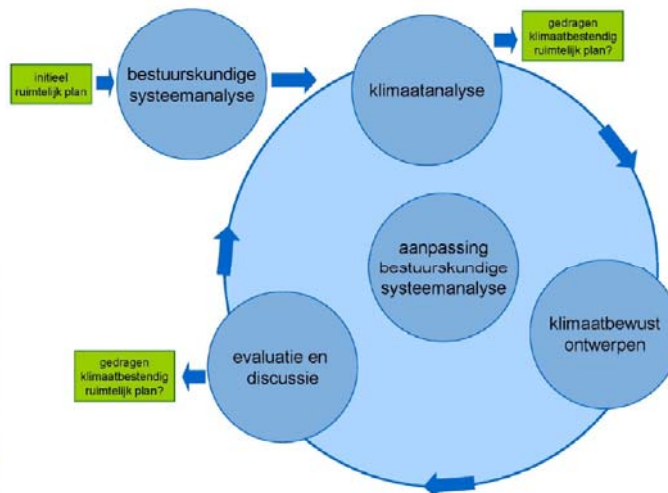 initieel
ruimtelijk plan
bestuurskundige
systeemanalyse
klimaatanalyse
gedragen
klimaatbestendig
ruimtelijk plan?
aanpassing
bestuurskundige
systeemanalyse
klimaatbewust
ontwerpen
evaluatie en
discussie
gedragen
klimaatbestendig
ruimtelijk plan?